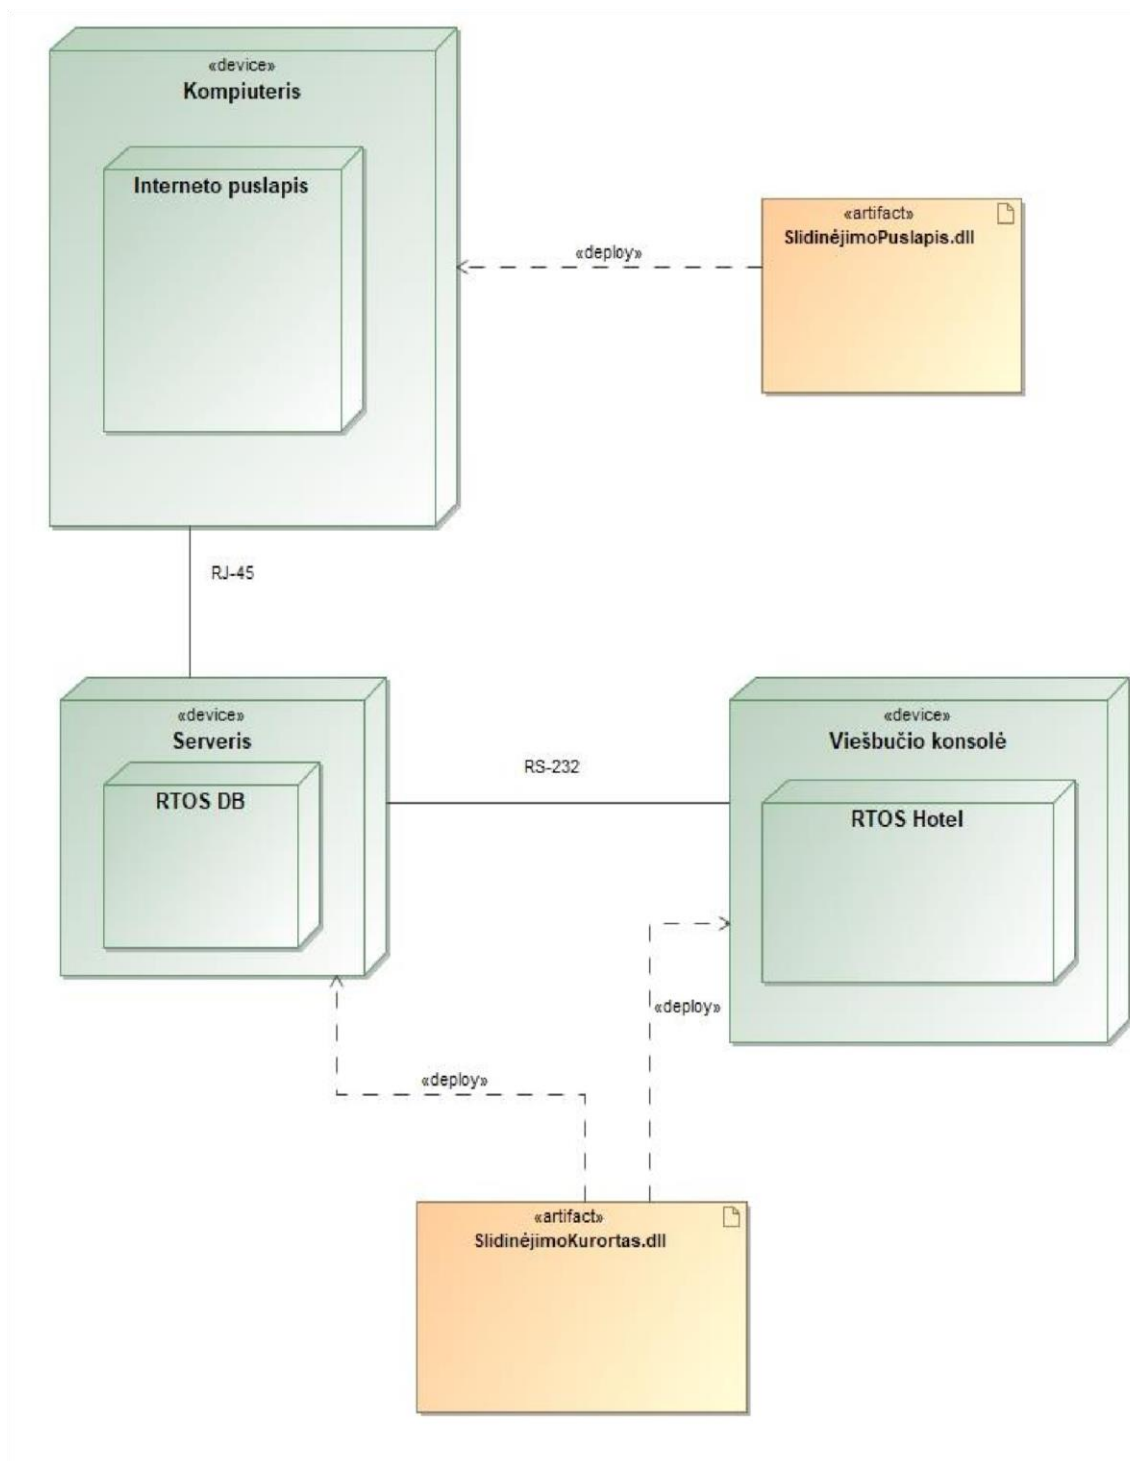 «device»
Kompiuteris
Interneto puslapis
«artifact»
SlidinėjimoPuslapis.dll
«deploy»
RJ-45
«device»
Serveris
RTOS DB
RS-232
«device»
Viešbučio konsolė
RTOS Hotel
«deploy»
«deploy»
«artifact»
SlidinėjimoKurortas.dll